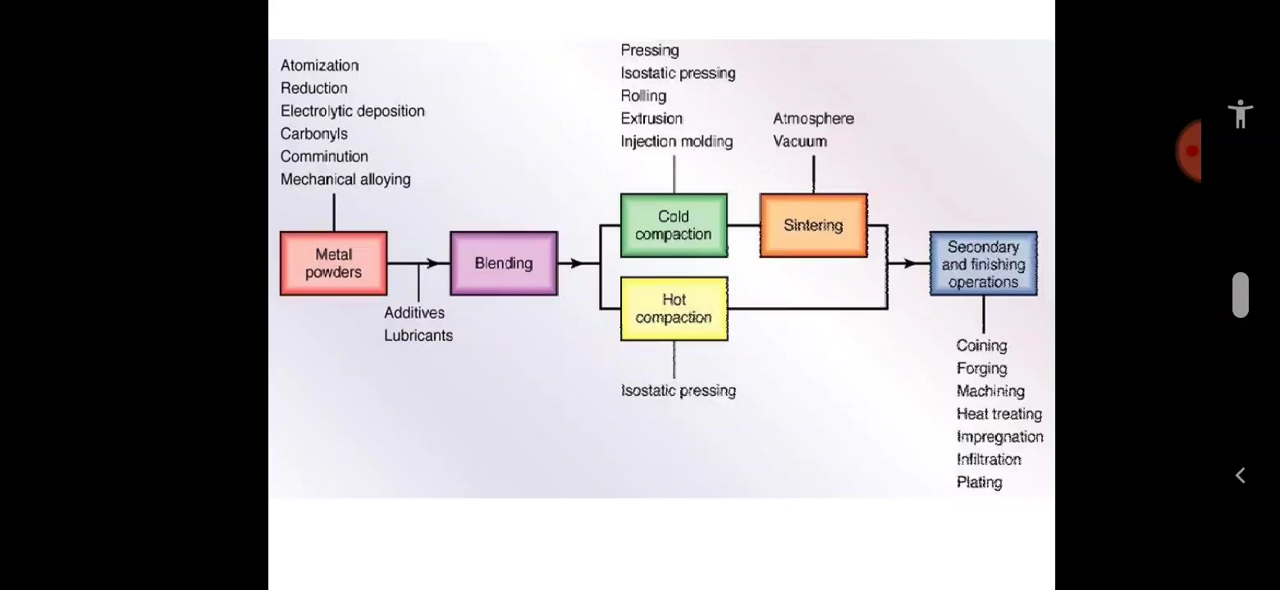 Atomization
Reduction
Electrolytic deposition
Carbonyls
Comminution
Mechanical alloying
Metal
powders
Additives
Lubricants
Blending
Pressing
Isostatic pressing
Rolling
Extrusion
Injection molding
Cold
compaction
Hot
compaction
Isostatic pressing
Atmosphere
Vacuum
Sintering
Secondary
and finishing
operations
Coining
Forging
Machining
Heat treating
Impregnation
Infiltration
Plating